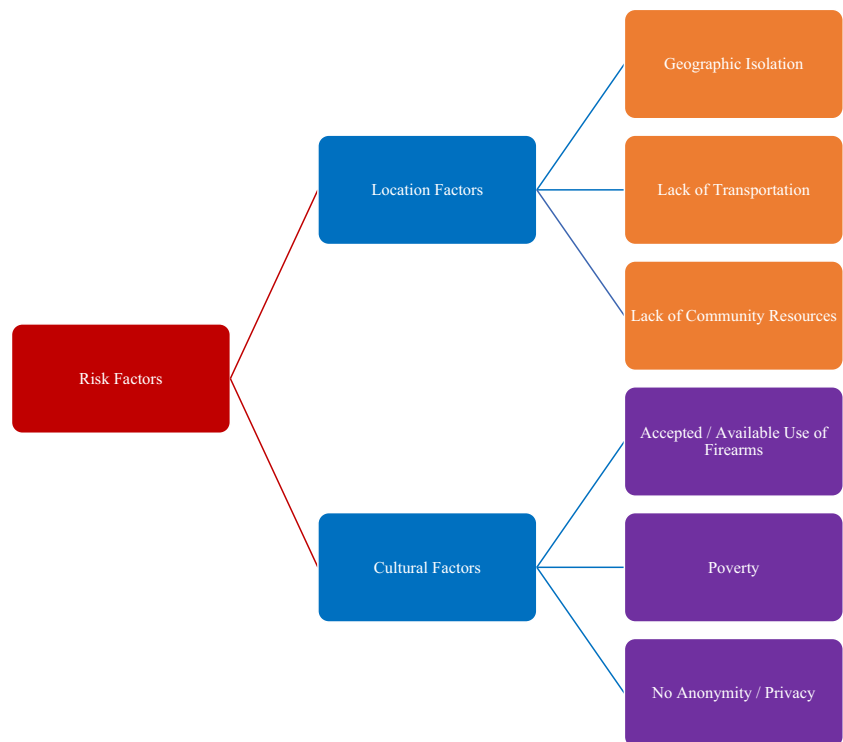 Geographic Isolation
Location Factors
Lack of Transportation
Lack of Community Resources
Risk Factors
Accepted / Available Use of
Firearms
Cultural Factors
Poverty
No Anonymity / Privacy